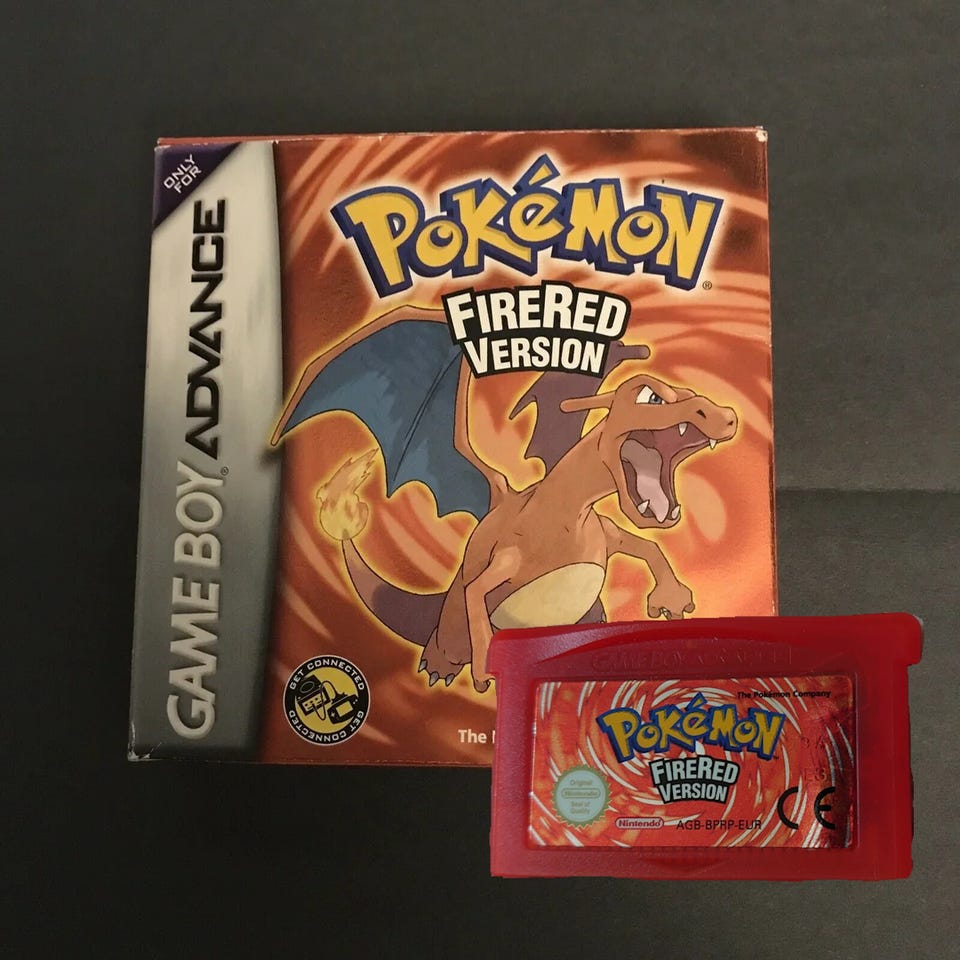 ONLY
FOR
GAME BOY ADVANCE
POKéMON
®
FIRERED
VERSION
GET CONNECTED
GET CONNECTED
The
The Pokémon Company
POKéMON
FIRERED
VERSION
Original
Nintendo
Seal of
Quality
Nintendo
AGB-BPRP-EUR
CE